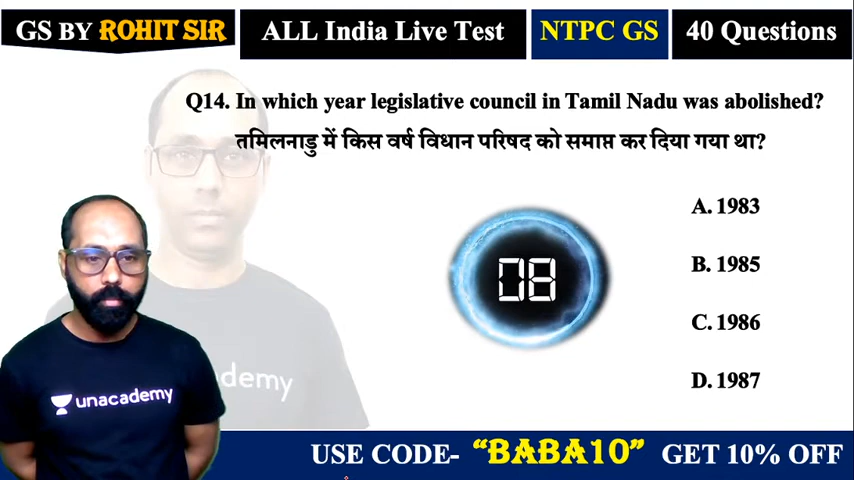 GS BY ROHIT SIR
ALL India Live Test
NTPC GS
40 Questions
Q14. In which year legislative council in Tamil Nadu was abolished?
तमिलनाडु में किस वर्ष विधान परिषद को समाप्त कर दिया गया था?
A. 1983
B. 1985
C. 1986
D. 1987
08
unacademy
demy
USE CODE- “BABA10” GET 10% OFF